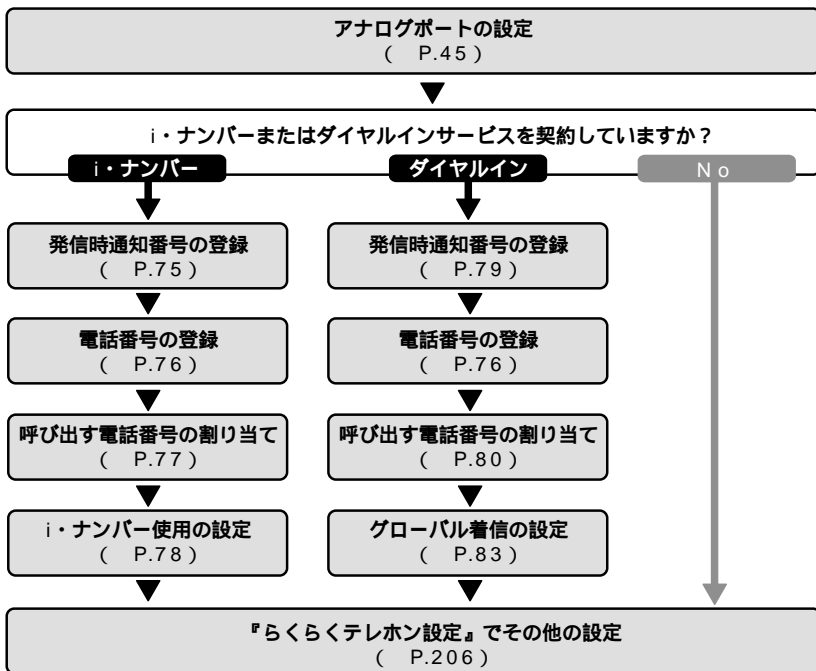 アナログポートの設定
( P.45)
i・ナンバーまたはダイヤルインサービスを契約していますか？
i・ナンバー ダイヤルイン No
発信時通知番号の登録 発信時通知番号の登録
( P.75) ( P.79)
電話番号の登録 電話番号の登録
( P.76) ( P.76)
呼び出す電話番号の割り当て 呼び出す電話番号の割り当て
( P.77) ( P.80)
i・ナンバー使用の設定 グローバル着信の設定
( P.78) ( P.83)
『らくらくテレホン設定』でその他の設定
( P.206)